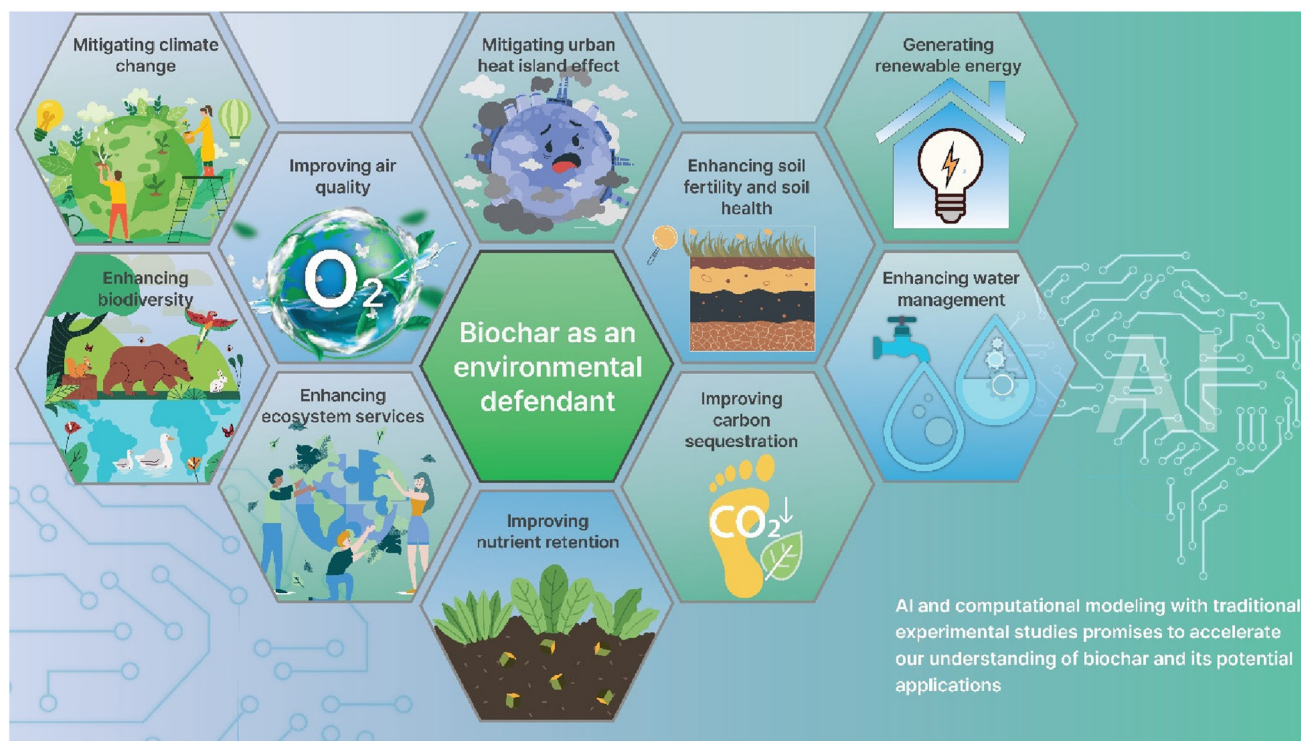 Mitigating climate
change
Mitigating urban
heat island effect
Generating
renewable energy
Improving air
quality
O2
Enhancing soil
fertility and soil
health
Enhancing
biodiversity
Biochar as an
environmental
defendant
Enhancing water
management
AI
Enhancing
ecosystem services
Improving
carbon
sequestration
CO2↓
Improving
nutrient retention
AI and computational modeling with traditional
experimental studies promises to accelerate
our understanding of biochar and its potential
applications